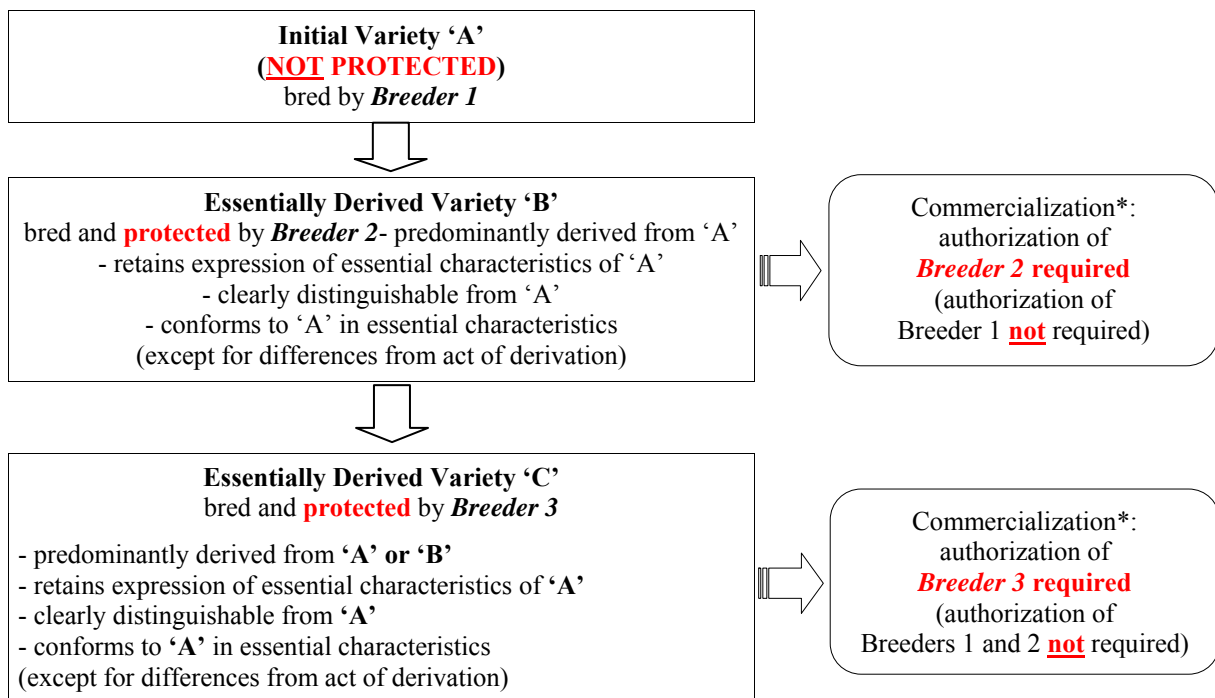 Initial Variety ‘A’
(NOT PROTECTED)
bred by Breeder 1
Essentially Derived Variety ‘B’
bred and protected by Breeder 2- predominantly derived from ‘A’
- retains expression of essential characteristics of ‘A’
- clearly distinguishable from ‘A’
- conforms to ‘A’ in essential characteristics
(except for differences from act of derivation)
Commercialization*:
authorization of
Breeder 2 required
(authorization of
Breeder 1 not required)
Essentially Derived Variety ‘C’
bred and protected by Breeder 3
- predominantly derived from ‘A’ or ‘B’
- retains expression of essential characteristics of ‘A’
- clearly distinguishable from ‘A’
- conforms to ‘A’ in essential characteristics
(except for differences from act of derivation)
Commercialization*:
authorization of
Breeder 3 required
(authorization of
Breeders 1 and 2 not required)